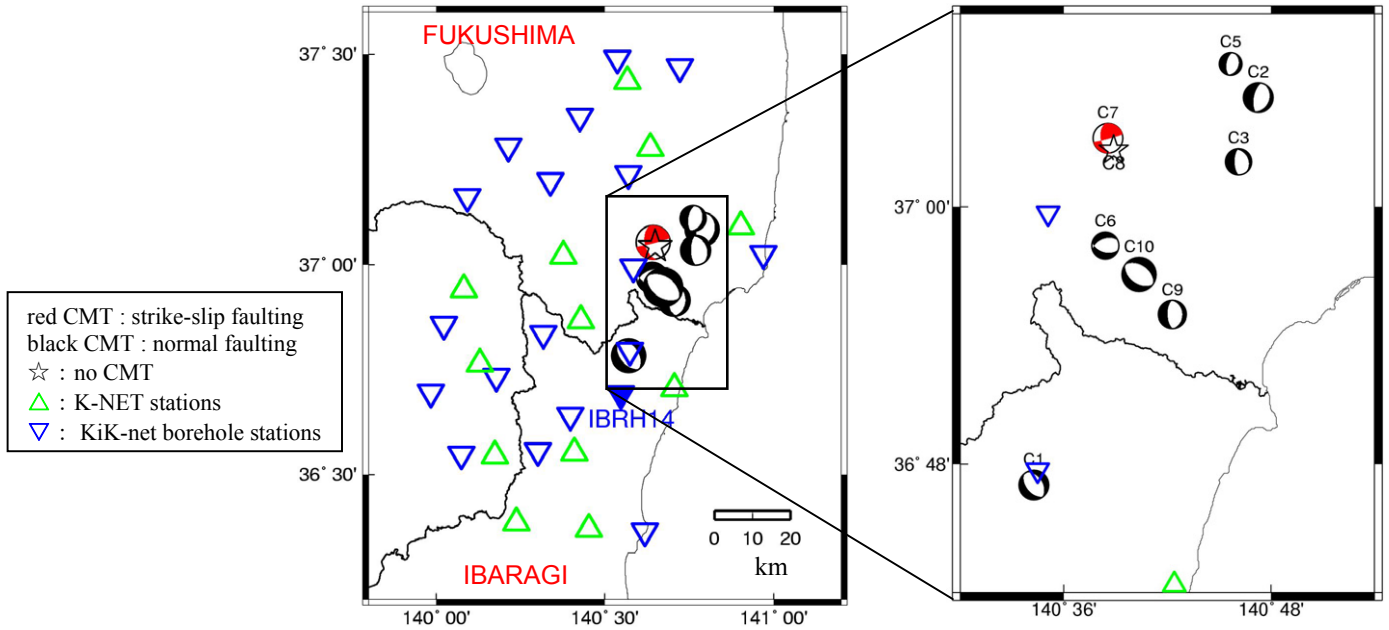 FUKUSHIMA
37° 30'
37° 00'
36° 30'
140° 00'
140° 30'
141° 00'
IBRH14
IBARAGI
0 10 20
km
red CMT : strike-slip faulting
black CMT : normal faulting
☆ : no CMT
△ : K-NET stations
▽ : KiK-net borehole stations
C5
C2
C7
C3
C8
37° 00'
C6
C10
C9
36° 48'
C1
140° 36'
140° 48'